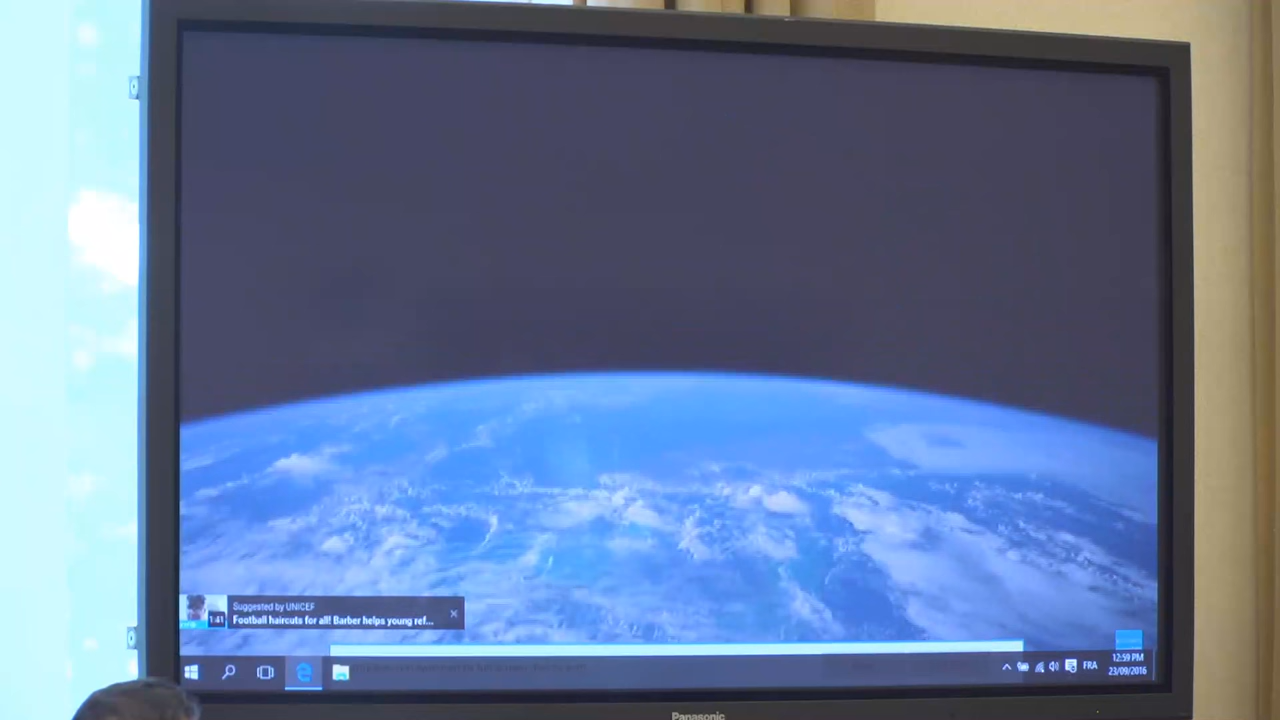 Suggested by UNICEF
1:41
Football haircuts for all! Barber helps young ref...
FRA
12:59 PM
23/09/2016
Panasonic